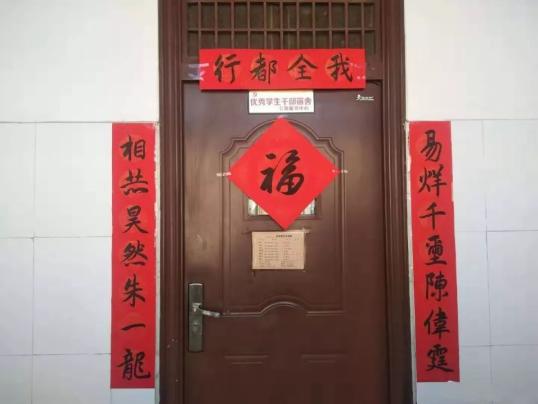 我全都行
优秀学生干部宿舍
福
易烊千璽陳偉霆
相昊然朱一龍